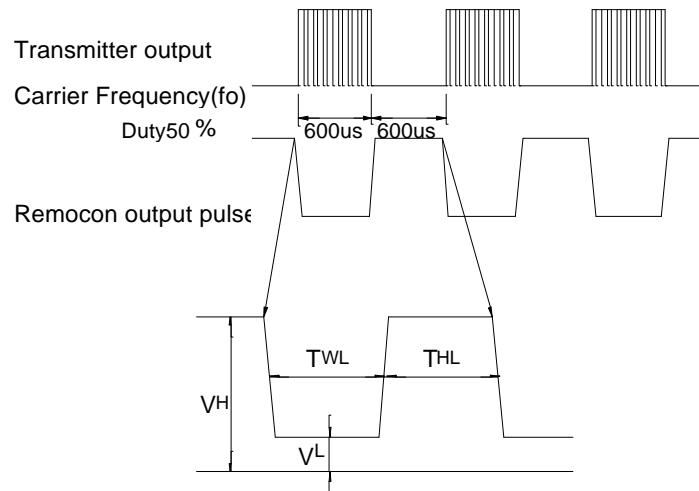 Transmitter output
Carrier Frequency(fo)
Duty50 %
600us 600us
Remocon output pulse
TWL THL
VH
VL